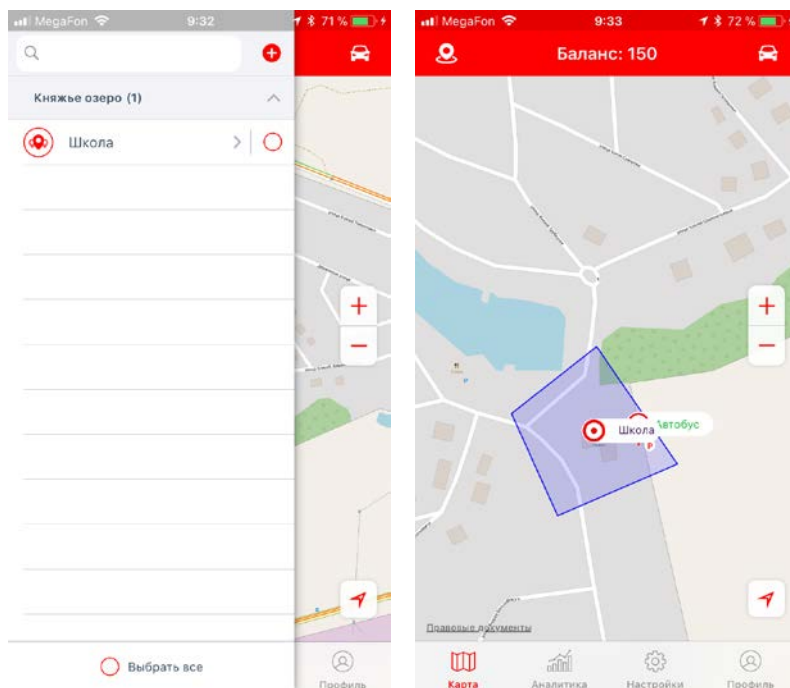 MegaFon 9:32 71 %
Княжье озеро (1)
Школа
Выбрать все
Профиль
MegaFon 9:33 72 %
Баланс: 150
Школа
Автобус
P
P
Правовые документы
Карта
Аналитика
Настройки
Профиль